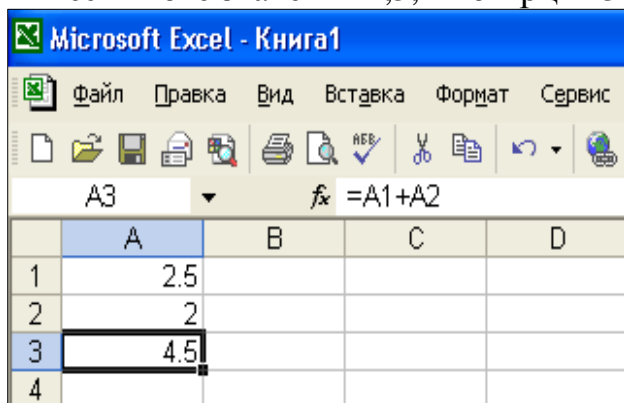 Microsoft Excel - Книга1
Файл Правка Вид Вставка Формат Сервис
A3 fx =A1+A2
A B C D
1 2.5
2 2
3 4.5
4